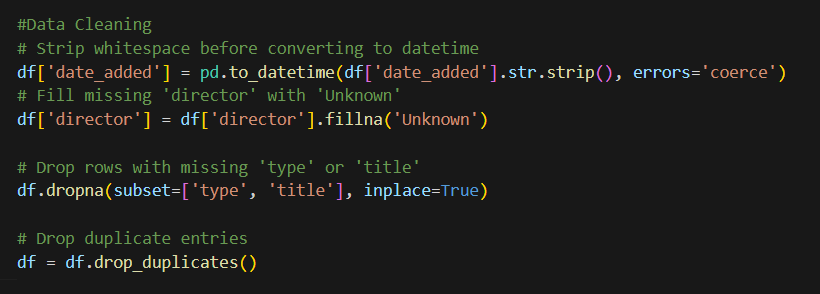 #Data Cleaning
# Strip whitespace before converting to datetime
df['date_added'] = pd.to_datetime(df['date_added'].str.strip(), errors='coerce')
# Fill missing 'director' with 'Unknown'
df['director'] = df['director'].fillna('Unknown')
# Drop rows with missing 'type' or 'title'
df.dropna(subset=['type', 'title'], inplace=True)
# Drop duplicate entries
df = df.drop_duplicates()